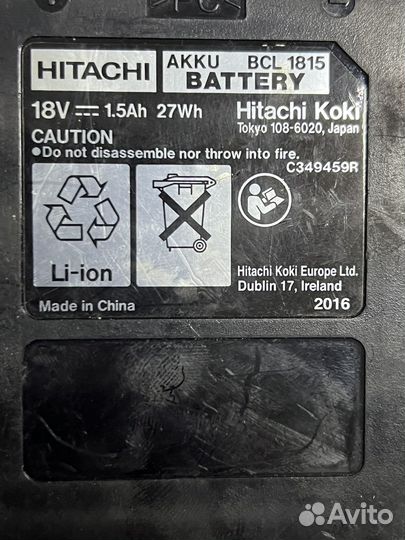 PC
HITACHI
AKKU BCL 1815
BATTERY
18V 1.5Ah 27Wh
Hitachi Koki
Tokyo 108-6020, Japan
CAUTION
●Do not disassemble nor throw into fire.
C349459R
Li-ion
Hitachi Koki Europe Ltd.
Dublin 17, Ireland
Made in China
2016
Avito